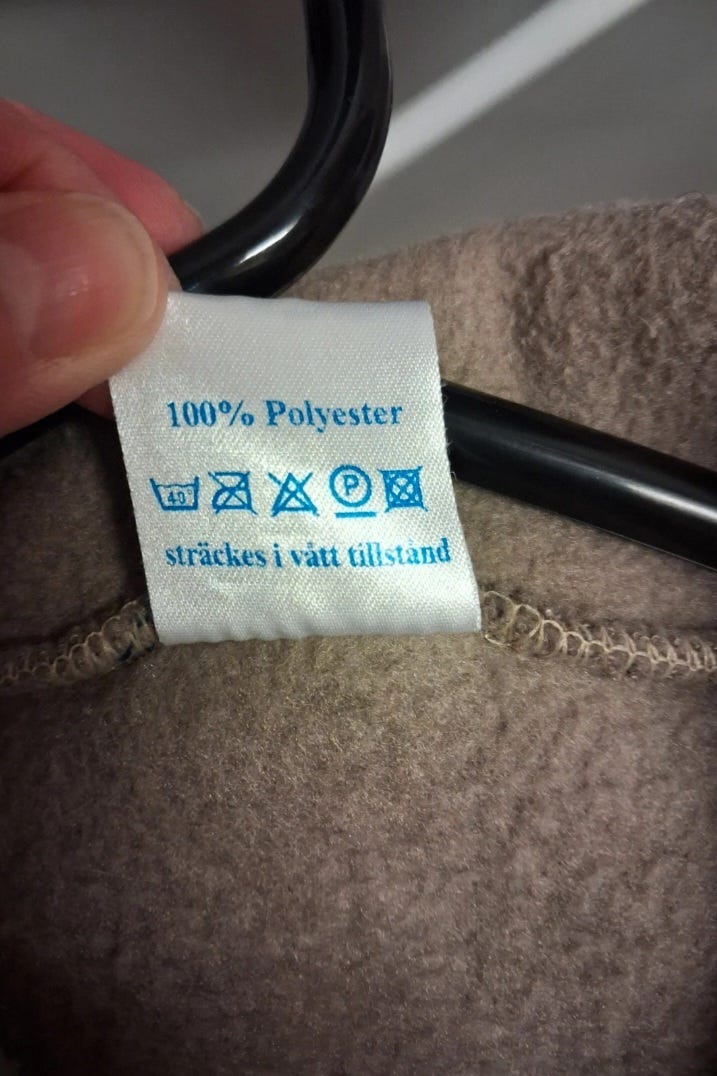 100% Polyester
40° P
sträckes i vått tillstånd